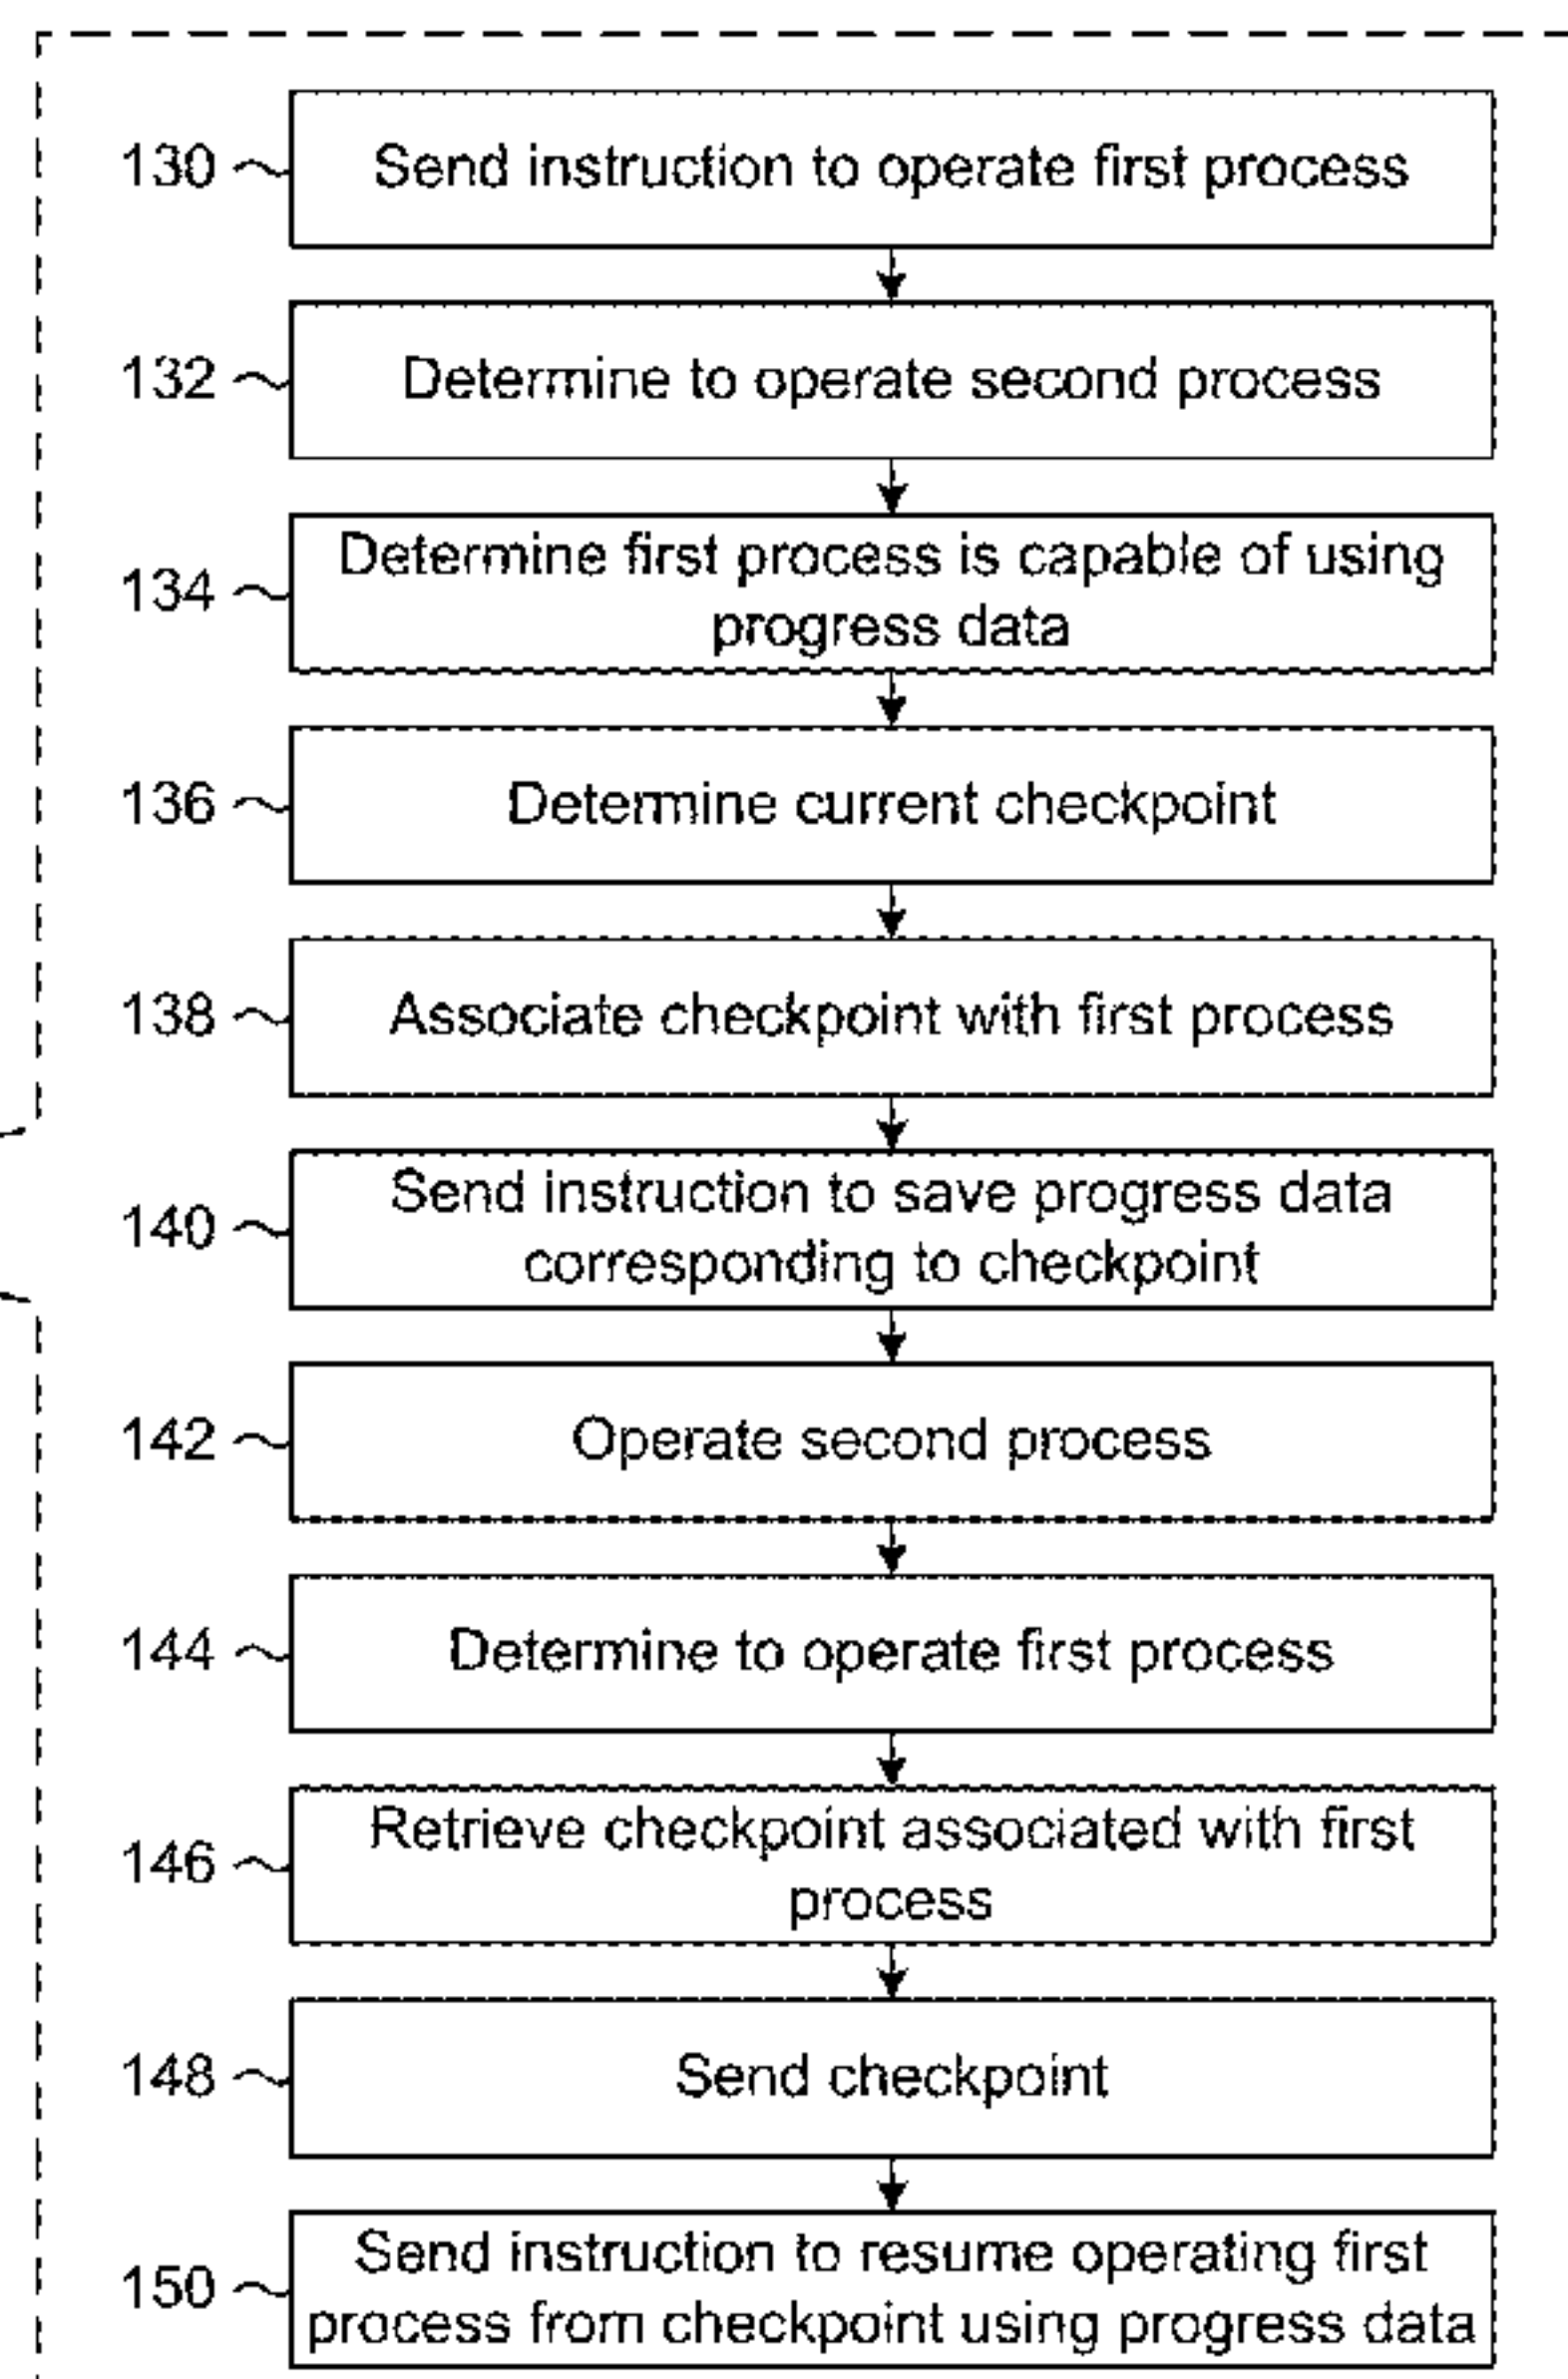 130
Send instruction to operate first process
132
Determine to operate second process
134
Determine first process is capable of using
progress data
136
Determine current checkpoint
138
Associate checkpoint with first process
140
Send instruction to save progress data
corresponding to checkpoint
142
Operate second process
144
Determine to operate first process
146
Retrieve checkpoint associated with first
process
148
Send checkpoint
150
Send instruction to resume operating first
process from checkpoint using progress data